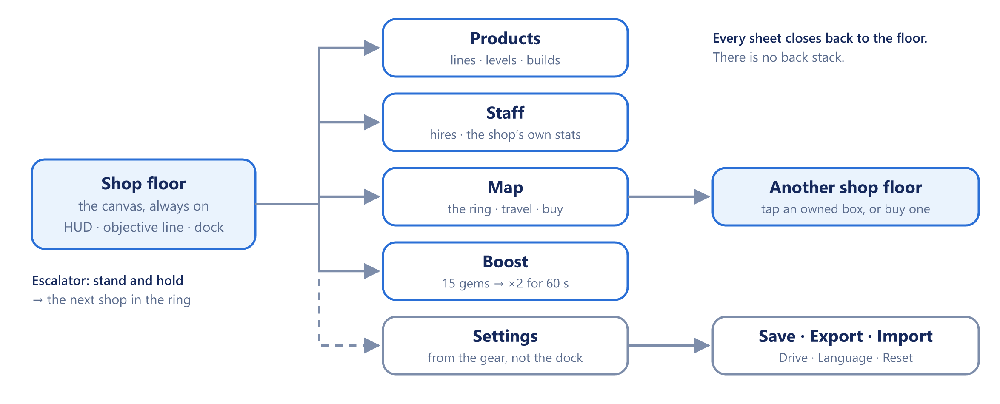 Products
lines · levels · builds
Every sheet closes back to the floor.
There is no back stack.
Staff
hires · the shop’s own stats
Shop floor
the canvas, always on
HUD · objective line · dock
Map
the ring · travel · buy
Another shop floor
tap an owned box, or buy one
Escalator: stand and hold
→ the next shop in the ring
Boost
15 gems → ×2 for 60 s
Settings
from the gear, not the dock
Save · Export · Import
Drive · Language · Reset